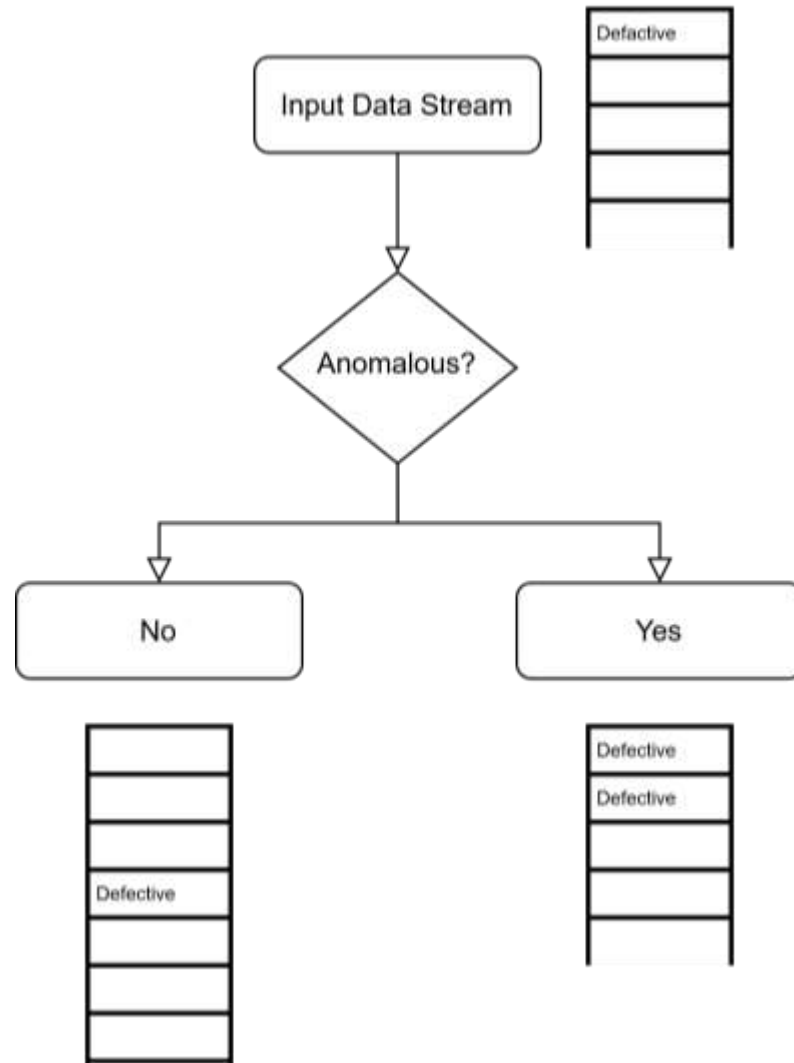 Defactive
Input Data Stream
Anomalous?
No
Yes
Defective
Defective
Defective